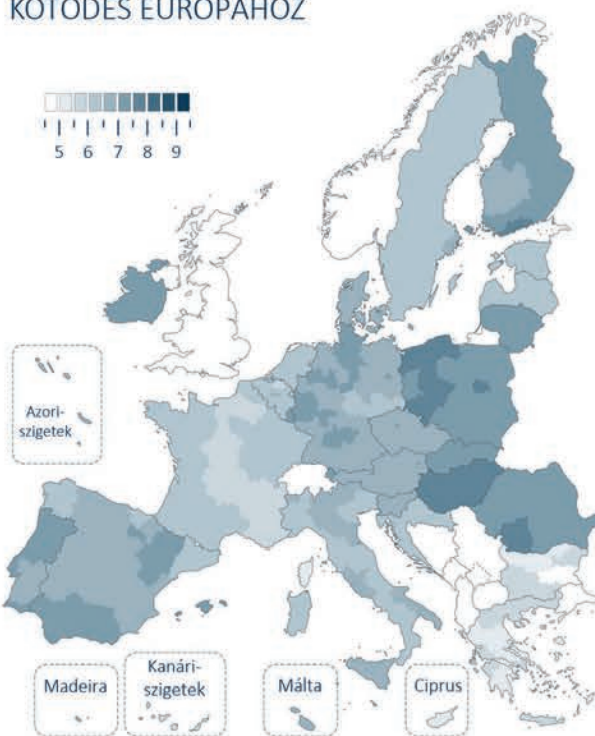 KÖTŐDÉS EURÓPÁHOZ
5 6 7 8 9
Azori-
szigetek
Madeira
Kanári-
szigetek
Málta
Ciprus